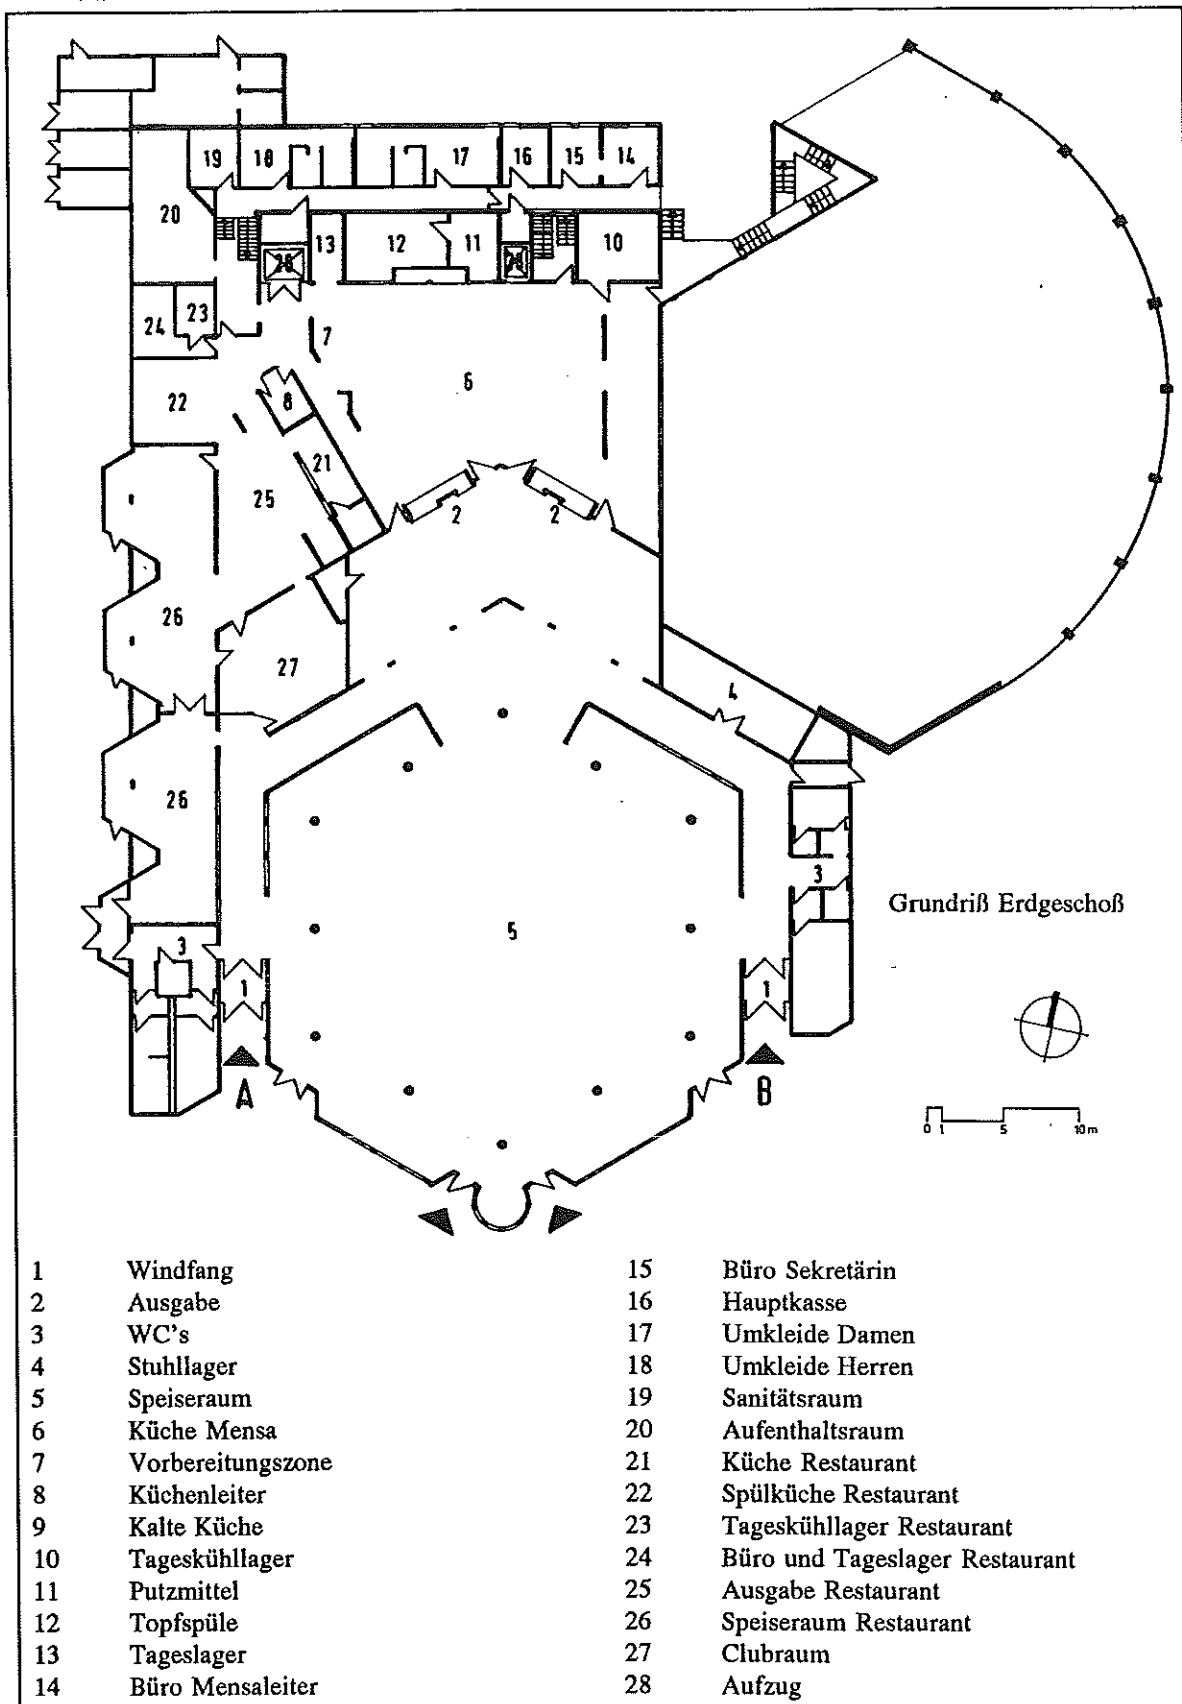 19
18
17
16
15
14
20
13
12
11
10
28
28
24
23
7
22
8
6
21
25
2
2
26
27
4
26
3
5
3
Grundriß Erdgeschoß
1
1
A
B
0 1 5 10m
1 Windfang
2 Ausgabe
3 WC's
4 Stuhllager
5 Speiseraum
6 Küche Mensa
7 Vorbereitungszone
8 Küchenleiter
9 Kalte Küche
10 Tageskühllager
11 Putzmittel
12 Topfspüle
13 Tageslager
14 Büro Mensaleiter
15 Büro Sekretärin
16 Hauptkasse
17 Umkleide Damen
18 Umkleide Herren
19 Sanitätsraum
20 Aufenthaltsraum
21 Küche Restaurant
22 Spülküche Restaurant
23 Tageskühllager Restaurant
24 Büro und Tageslager Restaurant
25 Ausgabe Restaurant
26 Speiseraum Restaurant
27 Clubraum
28 Aufzug